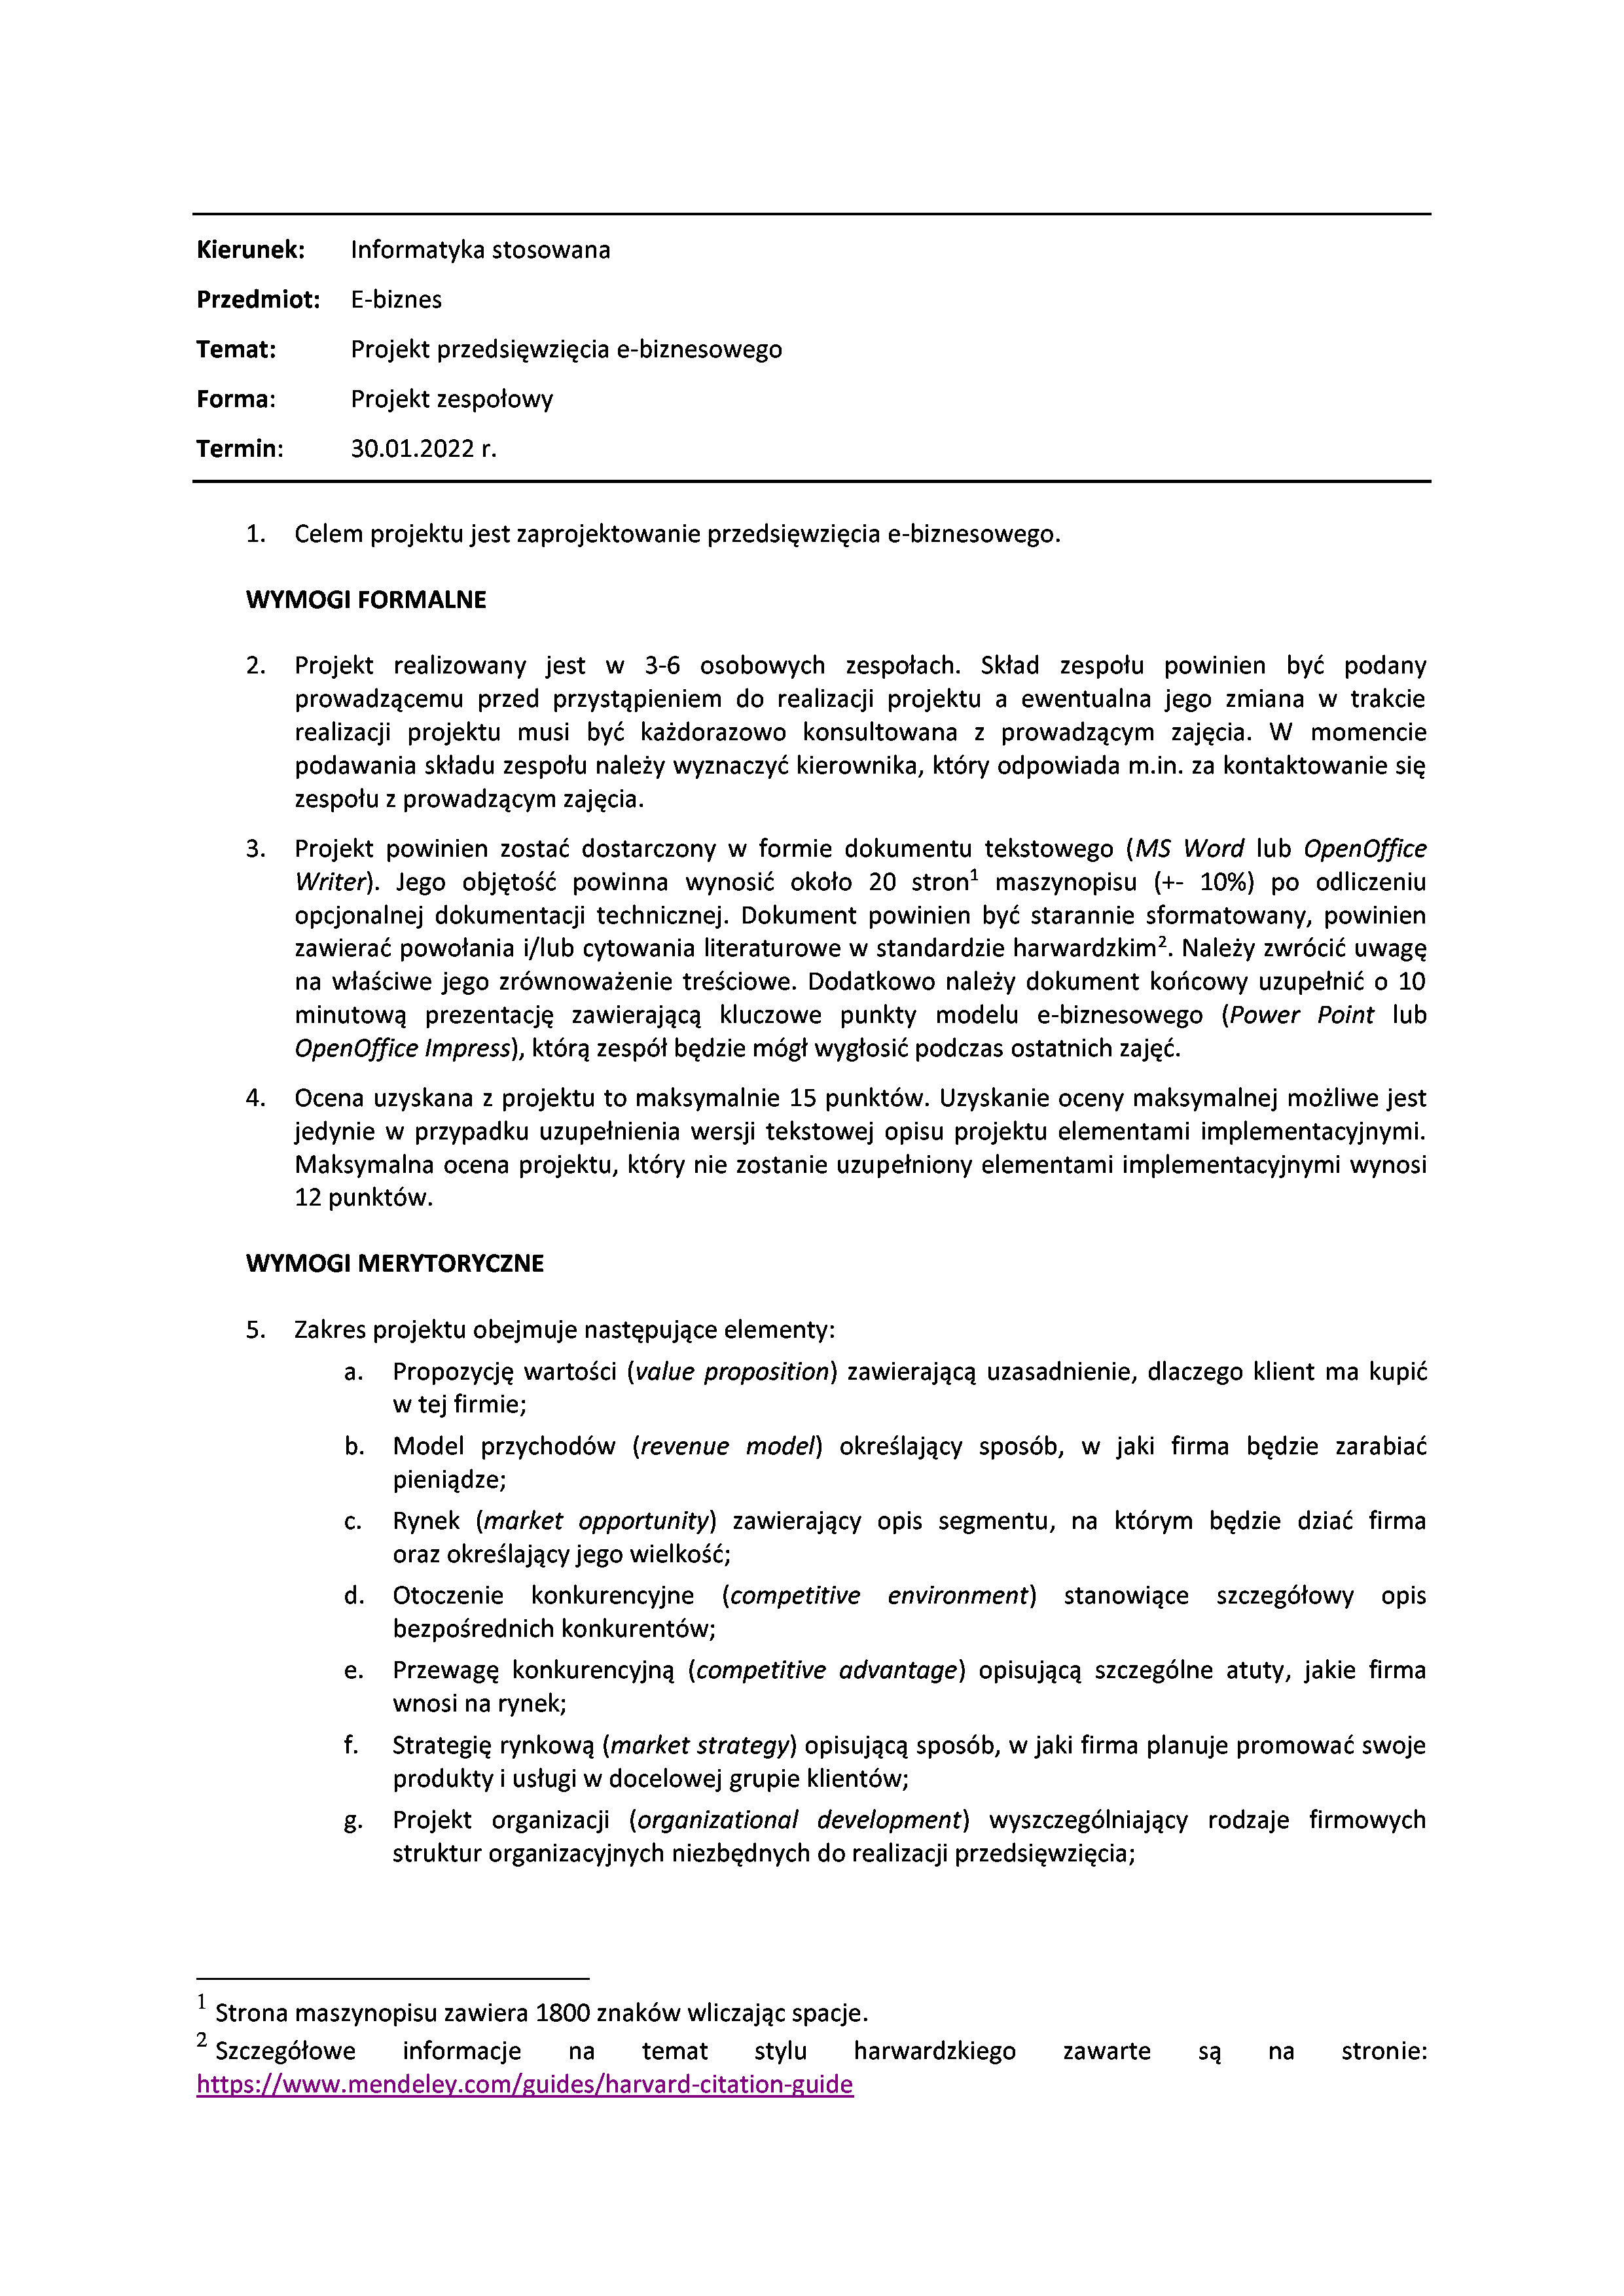 Kierunek: Informatyka stosowana
Przedmiot: E-biznes
Temat: Projekt przedsięwzięcia e-biznesowego
Forma: Projekt zespołowy
Termin: 30.01.2022 r.
1. Celem projektu jest zaprojektowanie przedsięwzięcia e-biznesowego.
WYMOGI FORMALNE
2. Projekt realizowany jest w 3-6 osobowych zespołach. Skład zespołu powinien być podany
prowadzącemu przed przystąpieniem do realizacji projektu a ewentualna jego zmiana w trakcie
realizacji projektu musi być każdorazowo konsultowana z prowadzącym zajęcia. W momencie
podawania składu zespołu należy wyznaczyć kierownika, który odpowiada m.in. za kontaktowanie się
zespołu z prowadzącym zajęcia.
3. Projekt powinien zostać dostarczony w formie dokumentu tekstowego (MS Word lub OpenOffice
Writer). Jego objętość powinna wynosić około 20 stron¹ maszynopisu (+- 10%) po odliczeniu
opcjonalnej dokumentacji technicznej. Dokument powinien być starannie sformatowany, powinien
zawierać powołania i/lub cytowania literaturowe w standardzie harwardzkim². Należy zwrócić uwagę
na właściwe jego zrównoważenie treściowe. Dodatkowo należy dokument końcowy uzupełnić o 10
minutową prezentację zawierającą kluczowe punkty modelu e-biznesowego (Power Point lub
OpenOffice Impress), którą zespół będzie mógł wygłosić podczas ostatnich zajęć.
4. Ocena uzyskana z projektu to maksymalnie 15 punktów. Uzyskanie oceny maksymalnej możliwe jest
jedynie w przypadku uzupełnienia wersji tekstowej opisu projektu elementami implementacyjnymi.
Maksymalna ocena projektu, który nie zostanie uzupełniony elementami implementacyjnymi wynosi
12 punktów.
WYMOGI MERYTORYCZNE
5. Zakres projektu obejmuje następujące elementy:
a. Propozycję wartości (value proposition) zawierającą uzasadnienie, dlaczego klient ma kupić
w tej firmie;
b. Model przychodów (revenue model) określający sposób, w jaki firma będzie zarabiać
pieniądze;
c. Rynek (market opportunity) zawierający opis segmentu, na którym będzie dziać firma
oraz określający jego wielkość;
d. Otoczenie konkurencyjne (competitive environment) stanowiące szczegółowy opis
bezpośrednich konkurentów;
e. Przewagę konkurencyjną (competitive advantage) opisującą szczególne atuty, jakie firma
wnosi na rynek;
f. Strategię rynkową (market strategy) opisującą sposób, w jaki firma planuje promować swoje
produkty i usługi w docelowej grupie klientów;
g. Projekt organizacji (organizational development) wyszczególniający rodzaje firmowych
struktur organizacyjnych niezbędnych do realizacji przedsięwzięcia;
¹ Strona maszynopisu zawiera 1800 znaków wliczając spacje.
² Szczegółowe informacje na temat stylu harwardzkiego zawarte są na stronie:
https://www.mendeley.com/guides/harvard-citation-guide